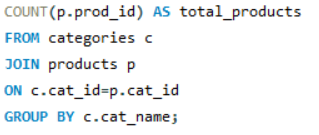 COUNT(p.prod_id) AS total_products
FROM categories c
JOIN products p
ON c.cat_id=p.cat_id
GROUP BY c.cat_name;